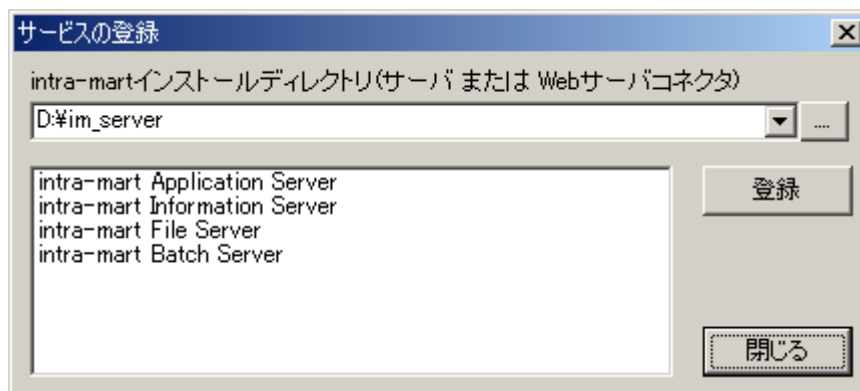 サービスの登録
intra-martインストールディレクトリ(サーバ または Webサーバコネクタ)
D:¥im_server
....
intra-mart Application Server
intra-mart Information Server
intra-mart File Server
intra-mart Batch Server
登録
閉じる